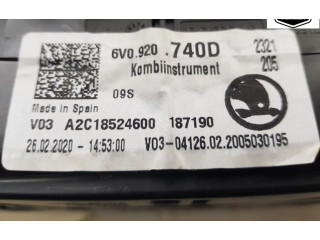 6V0.920 .740D 2321
Kombiinstrument 205
09S
Made in Spain
V03 A2C18524600 187190
26.02.2020 - 14:53:00 V03-04126.02.2005030195